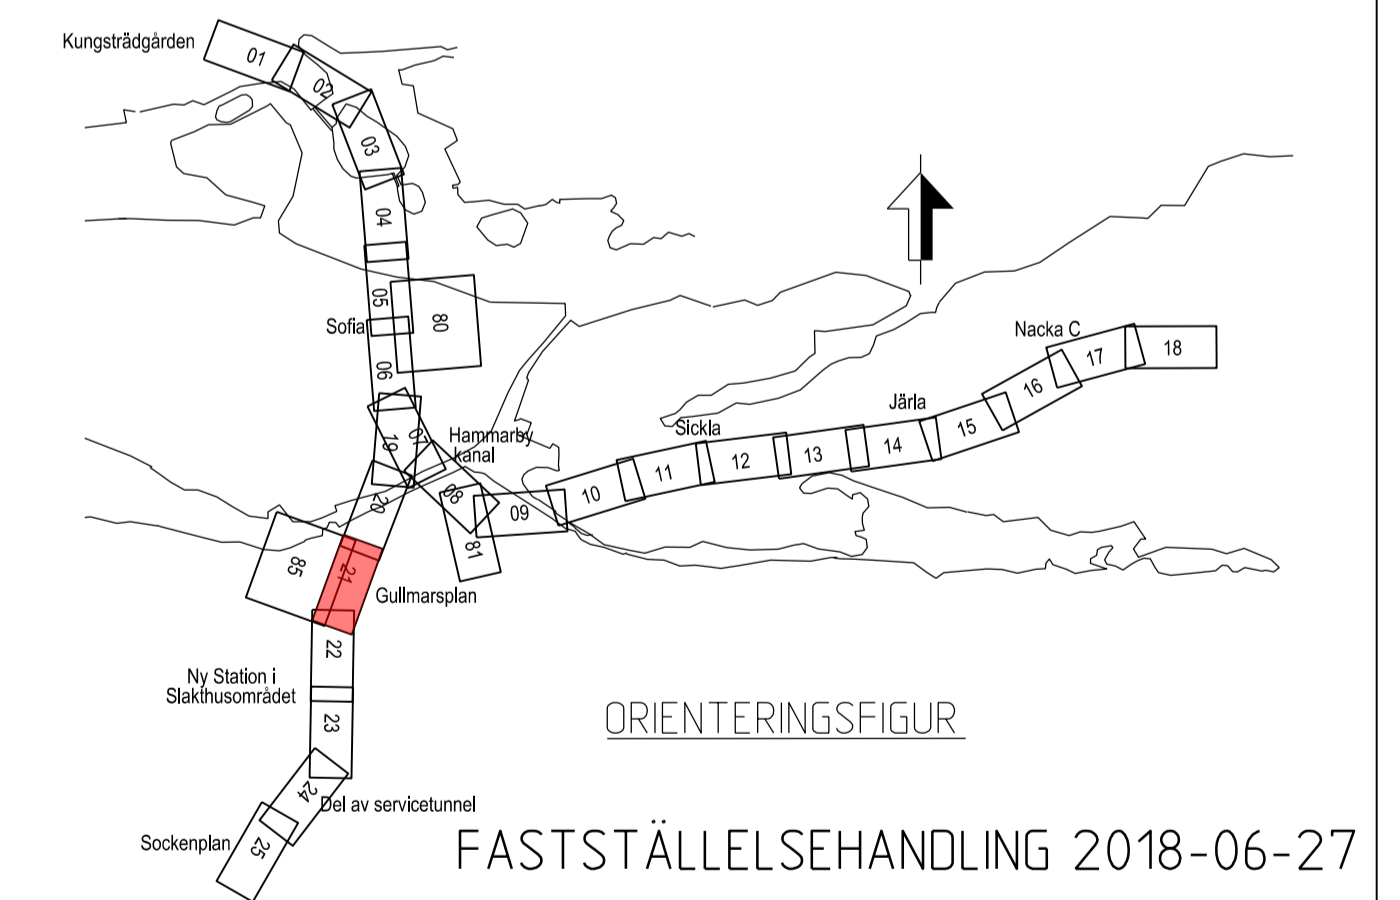 Kungsträdgården
01
02
03
04
05
80
Sofia
06
07
19
Hammarby
kanal
20
08
09
81
10
11
Sickla
12
13
14
Järla
15
16
Nacka C
17
18
85
21
Gullmarsplan
22
Ny Station i
Slakthusområdet
23
24
Del av servicetunnel
Sockenplan
25
ORIENTERINGSFIGUR
FASTSTÄLLELSEHANDLING 2018-06-27